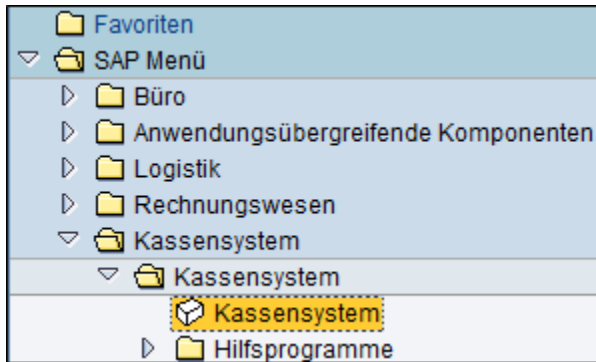 Favoriten
SAP Menü
Büro
Anwendungsübergreifende Komponenten
Logistik
Rechnungswesen
Kassensystem
Kassensystem
Kassensystem
Hilfsprogramme